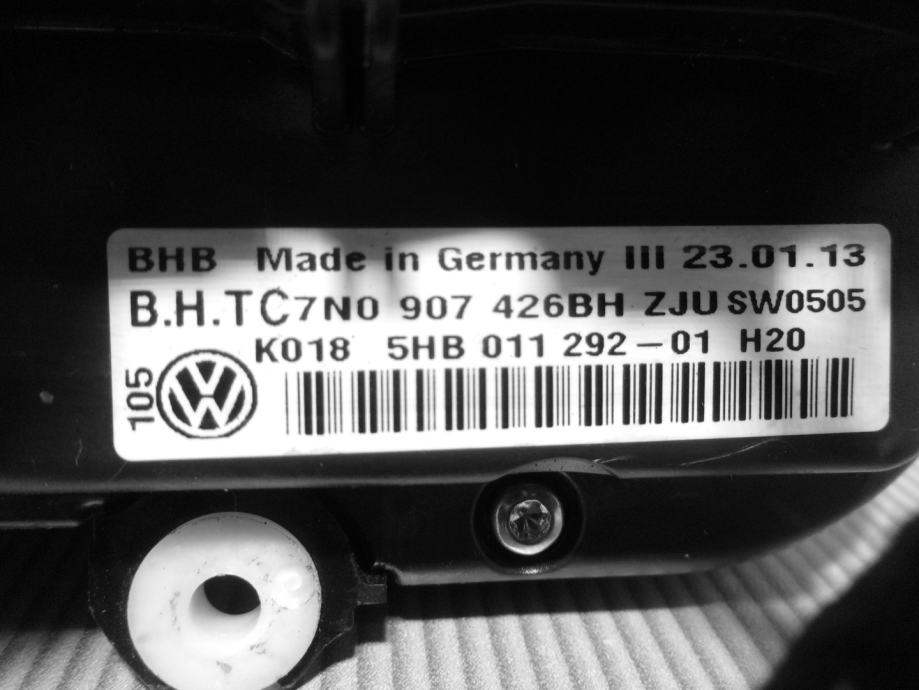 BHB Made in Germany III 23.01.13
B.H.TC7N0 907 426BH ZJU SW0505
K018 5HB 011 292-01 H20
105